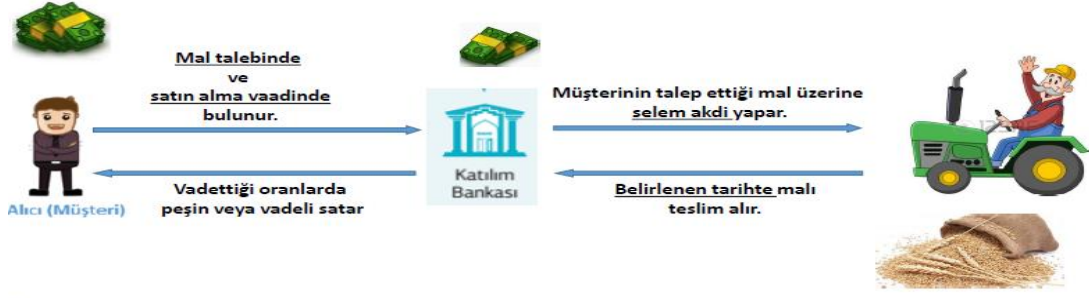 Mal talebinde
ve
satın alma vaadinde
bulunur.
Müşterinin talep ettiği mal üzerine
selem akdi yapar.
Katılım
Bankası
Alıcı (Müşteri)
Vadettiği oranlarda
peşin veya vadeli satar
Belirlenen tarihte malı
teslim alır.